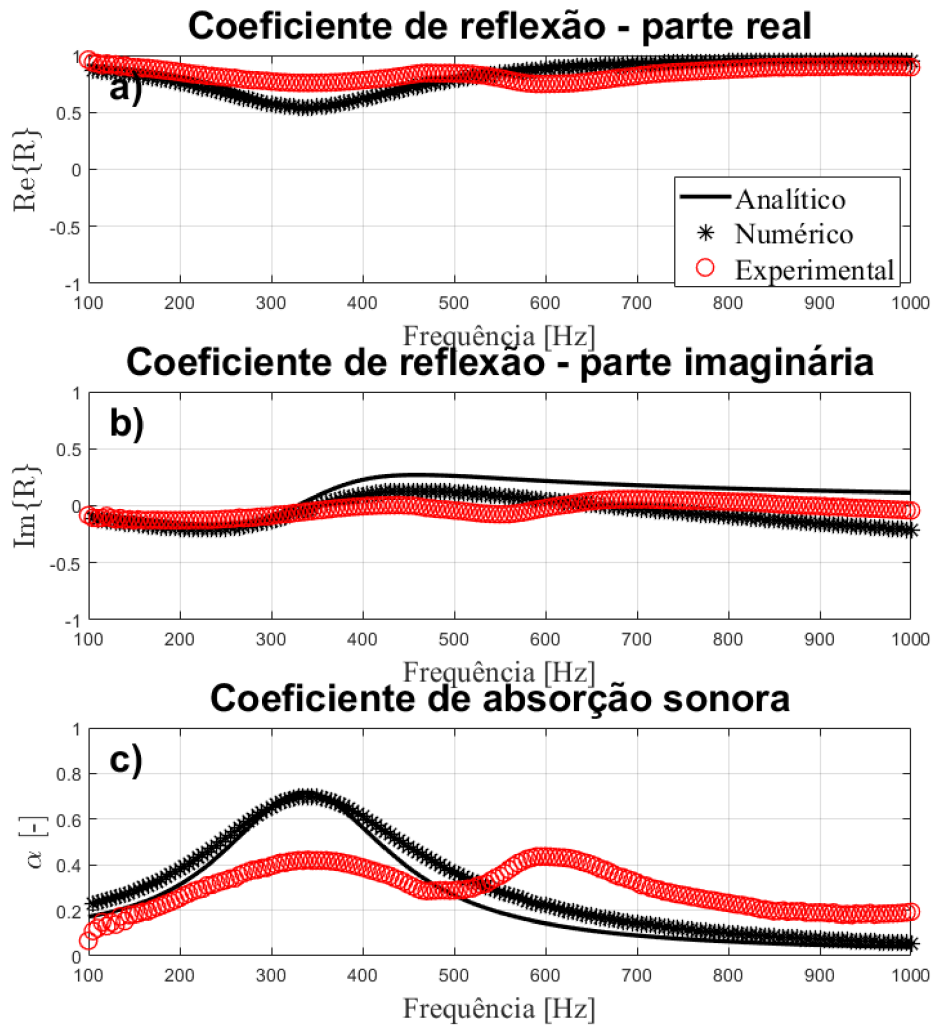 Coeficiente de reflexão - parte real
a)
Re{R}
1
0.5
0
-0.5
-1
Analítico
Numérico
Experimental
100 200 300 400 500 600 700 800 900 1000
Frequência [Hz]
Coeficiente de reflexão - parte imaginária
b)
Im{R}
1
0.5
0
-0.5
-1
100 200 300 400 500 600 700 800 900 1000
Frequência [Hz]
Coeficiente de absorção sonora
c)
α [-]
1
0.8
0.6
0.4
0.2
0
100 200 300 400 500 600 700 800 900 1000
Frequência [Hz]